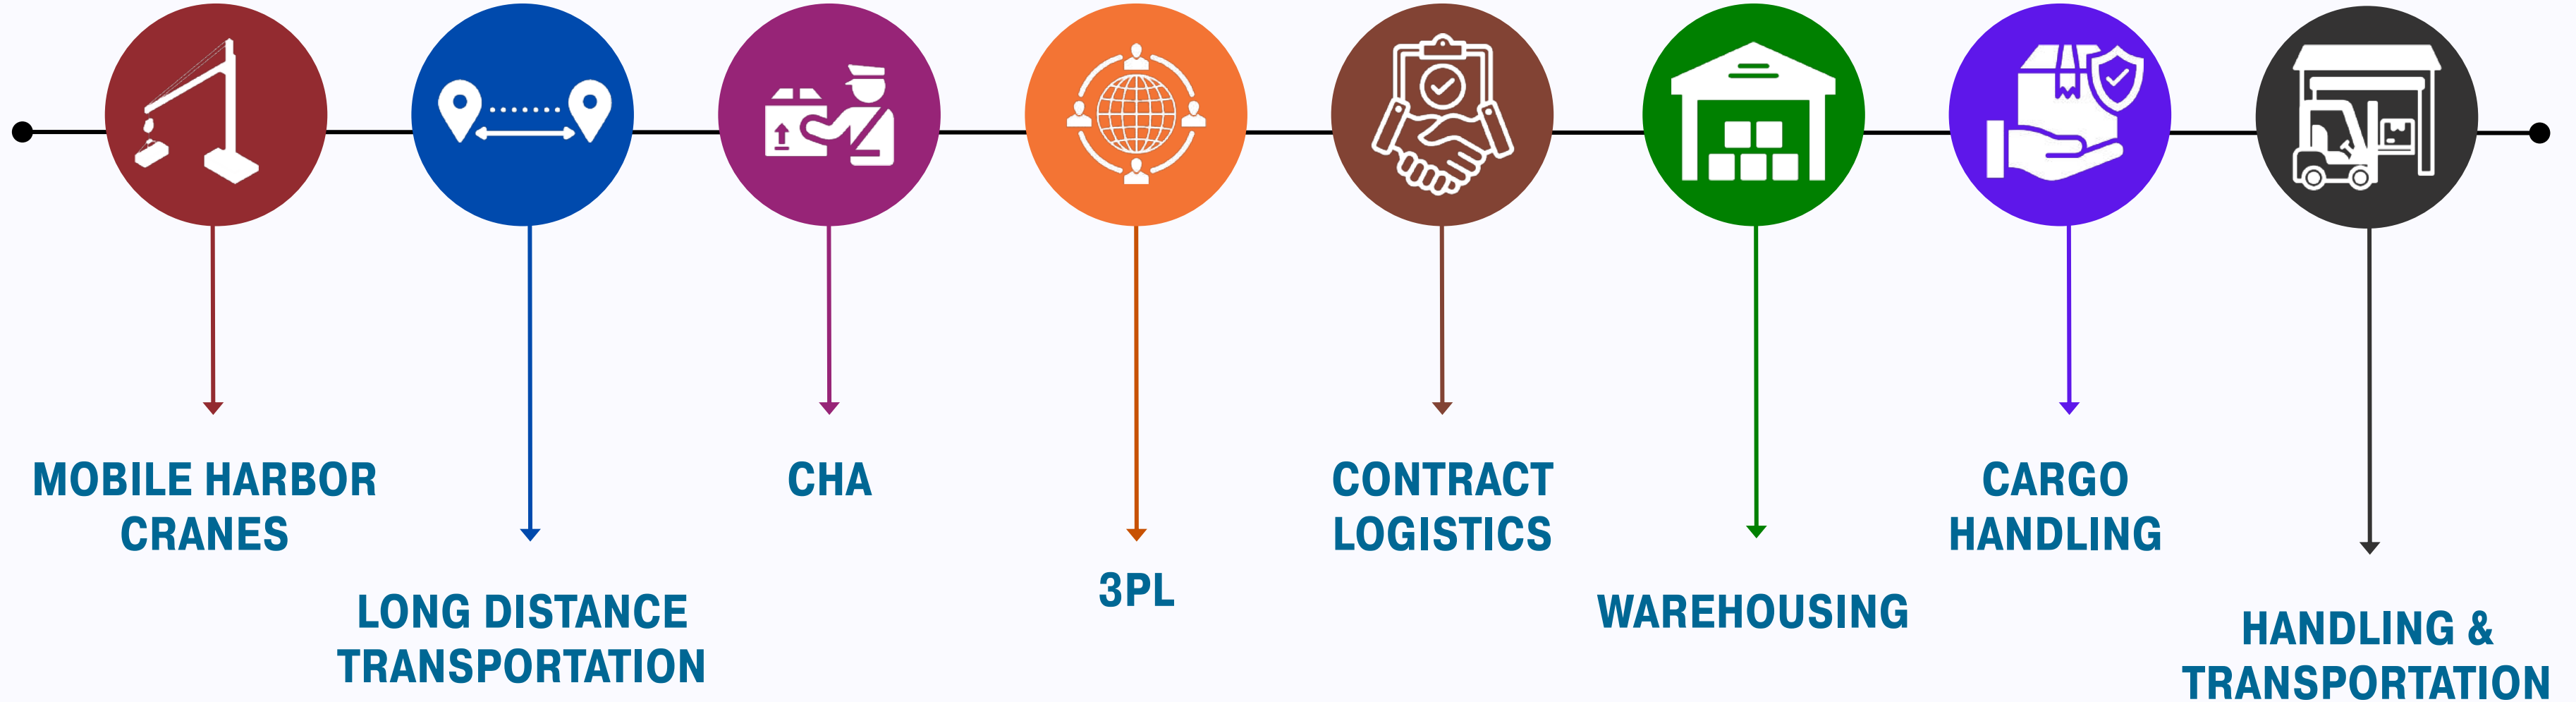 MOBILE HARBOR
CRANES
LONG DISTANCE
TRANSPORTATION
CHA
3PL
CONTRACT
LOGISTICS
WAREHOUSING
CARGO
HANDLING
HANDLING &
TRANSPORTATION